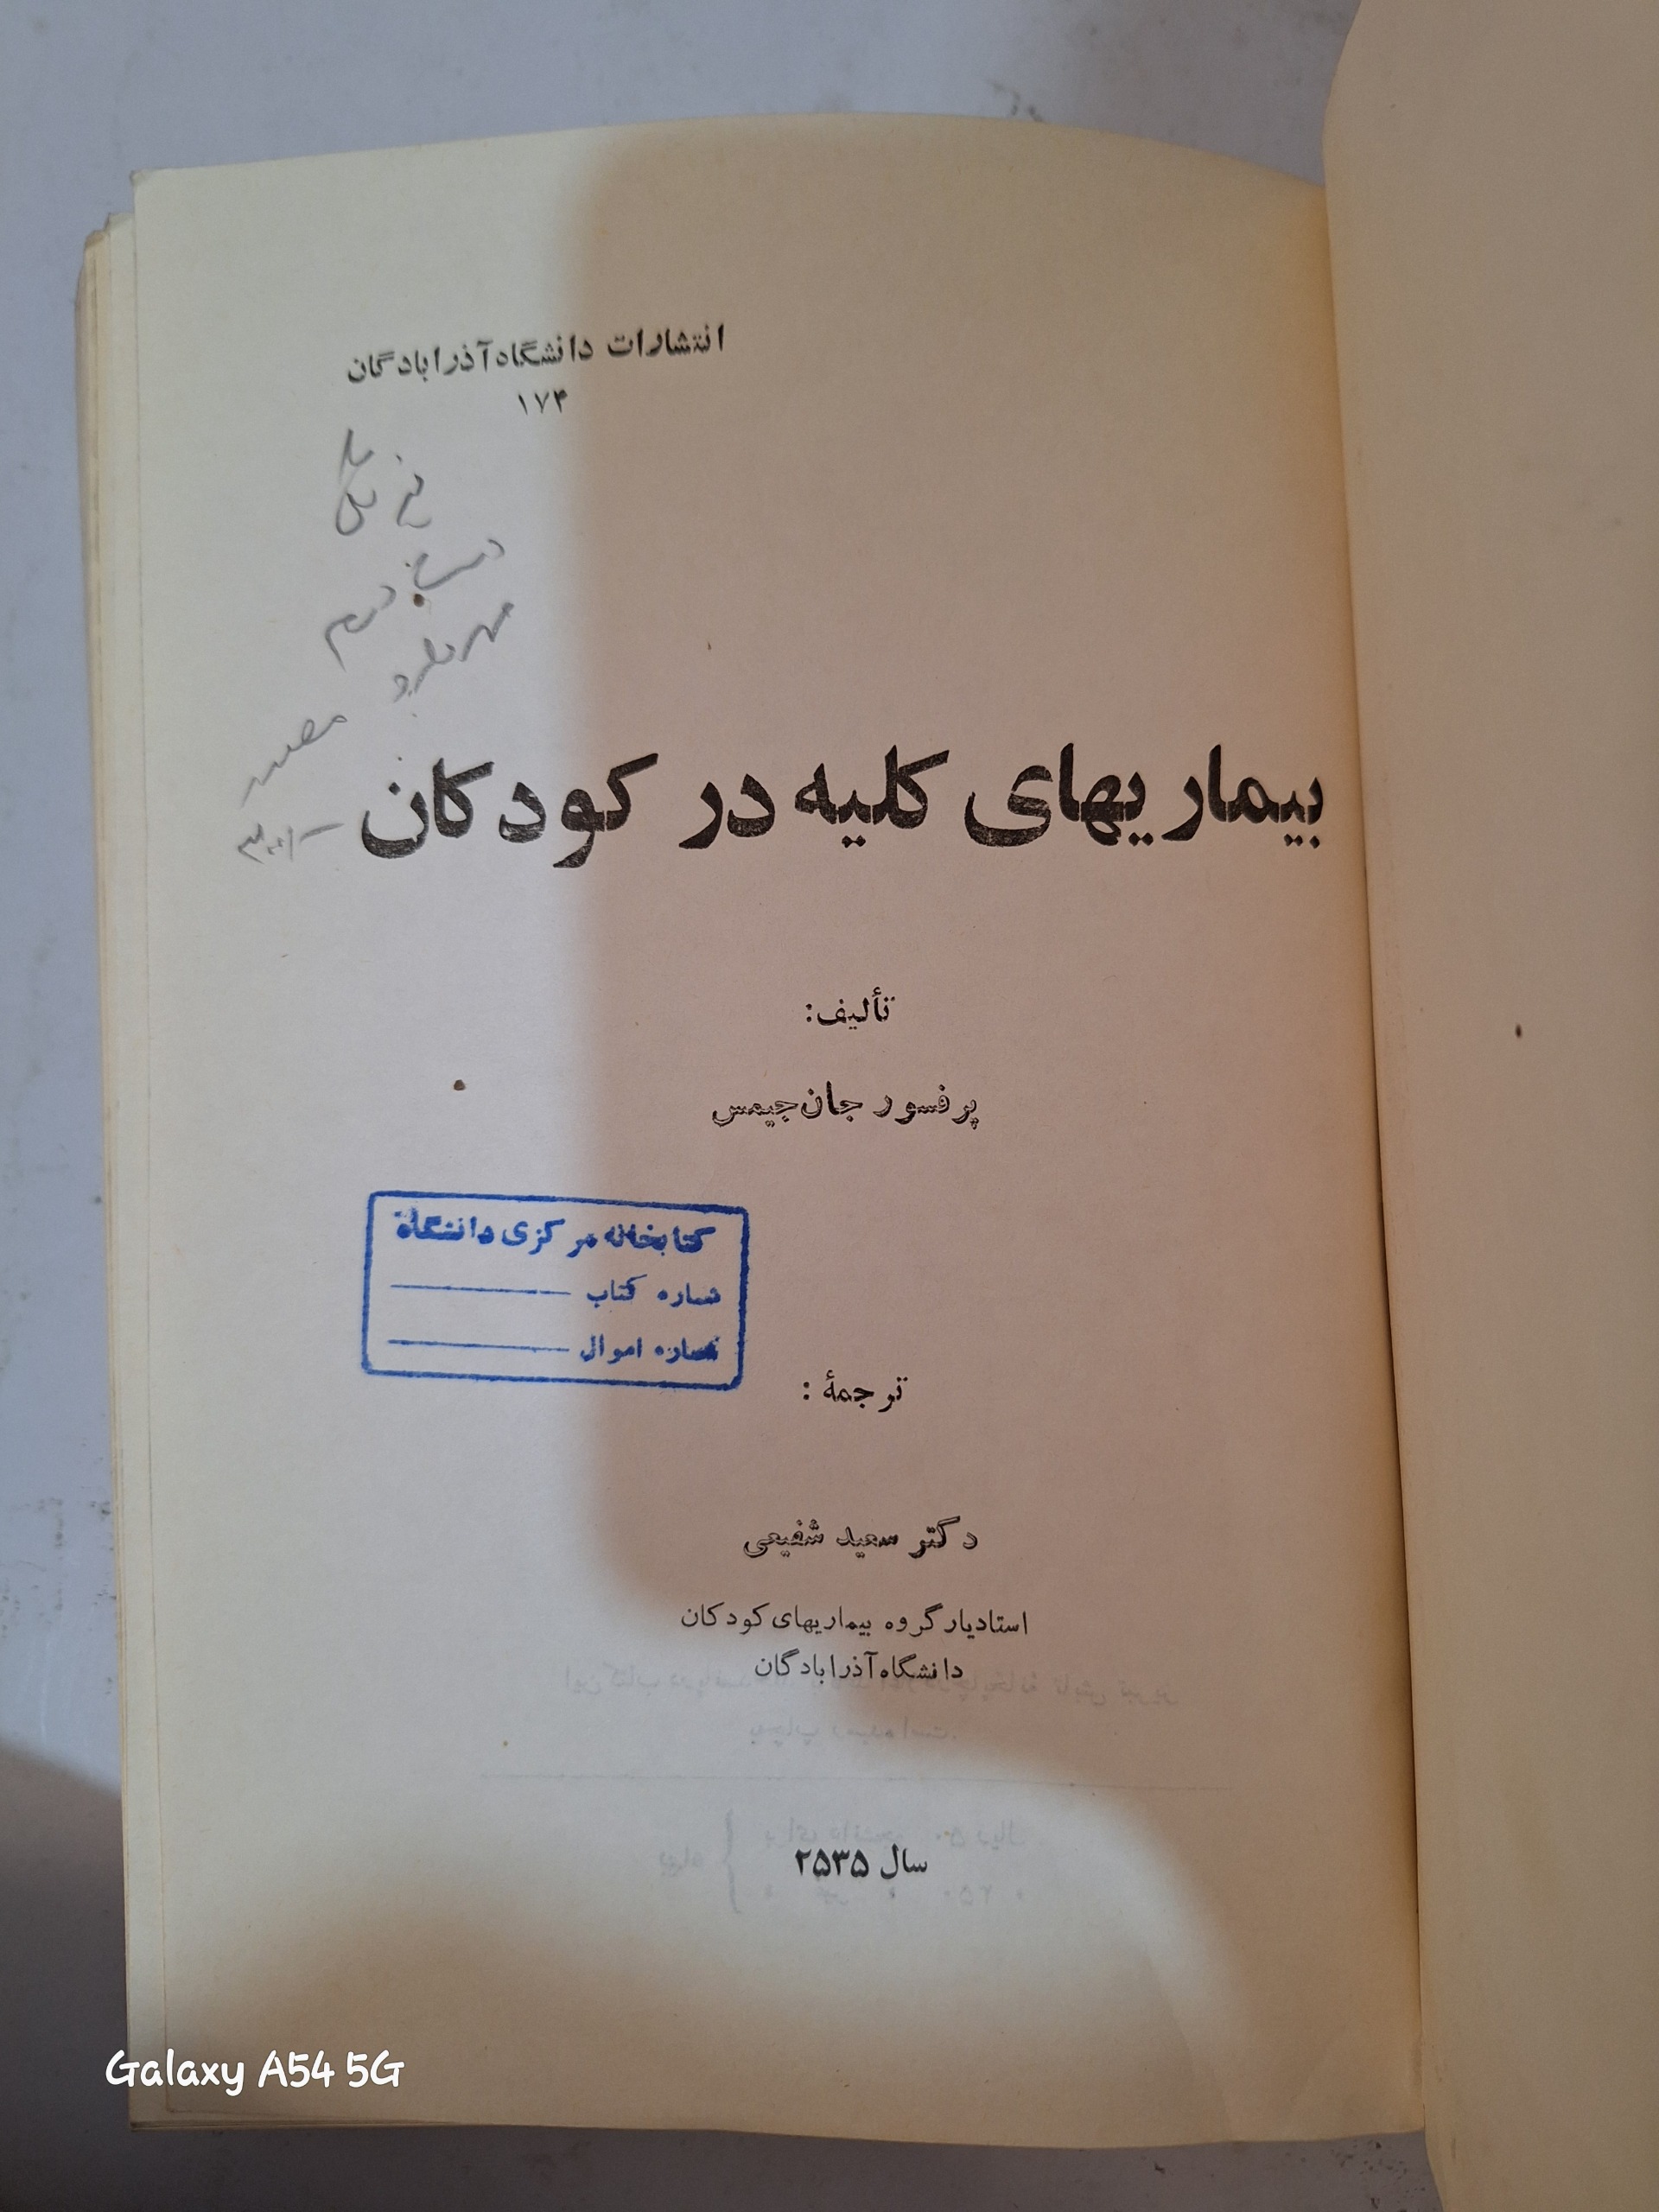 انتشارات دانشگاه آذرابادگان
۱۷۴
بیماریهای کلیه در کودکان
تألیف:
پرفسور جان جیمس
کتابخانه مرکزی دانشگاه
شماره کتاب
شماره اموال
ترجمهٔ :
دکتر سعید شفیعی
استادیار گروه بیماریهای کودکان
دانشگاه آذرابادگان
سال ۲۵۳۵
Galaxy A54 5G